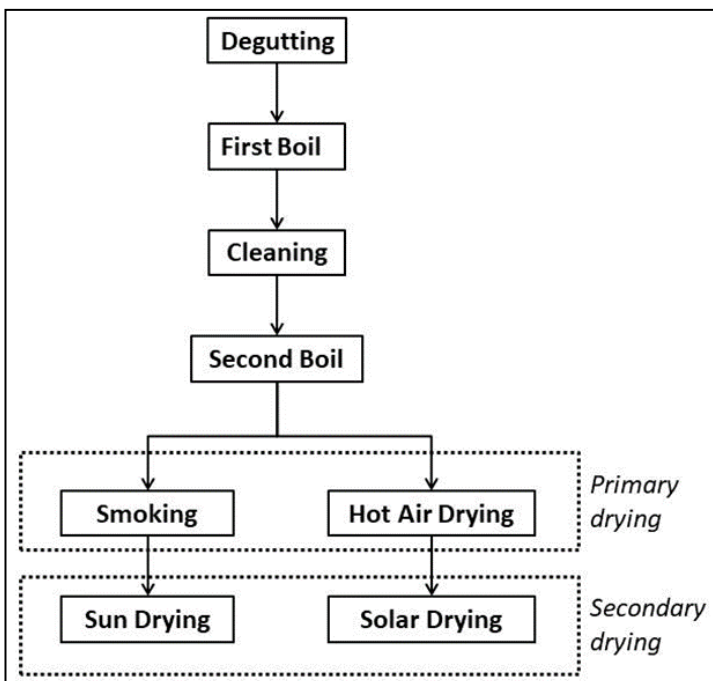 Degutting
First Boil
Cleaning
Second Boil
Smoking
Hot Air Drying
Primary
drying
Sun Drying
Solar Drying
Secondary
drying